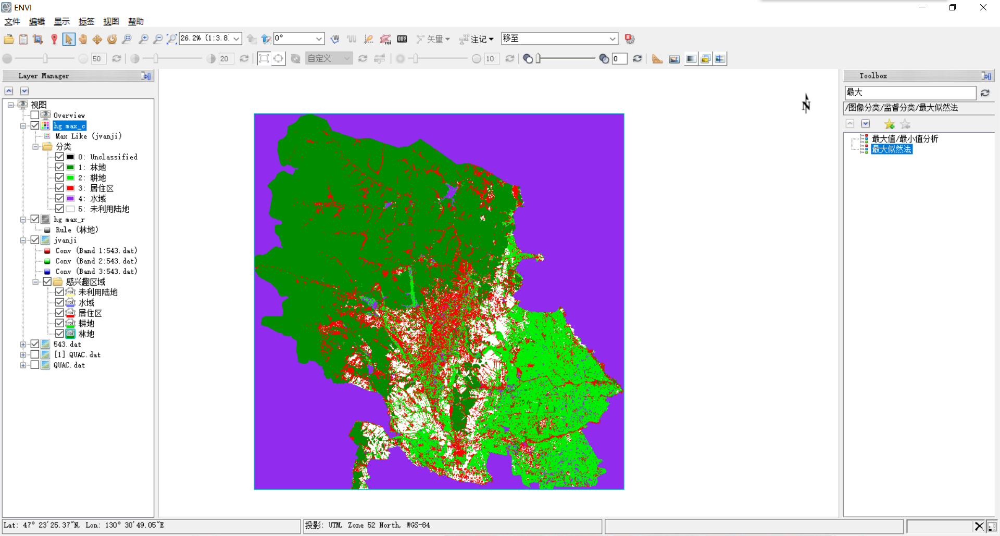 ENVI
文件 编辑 显示 标签 视图 帮助
26.2% (1:3.8: 0° 矢量 注记 移至
50 20 自定义 10 0
Layer Manager
视图
Overview
hg max_c
Max Like (jvanji)
分类
0: Unclassified
1: 林地
2: 耕地
3: 居住区
4: 水域
5: 未利用陆地
hg max_r
Rule (林地)
jvanji
Conv (Band 1:543.dat)
Conv (Band 2:543.dat)
Conv (Band 3:543.dat)
感兴趣区域
roi 未利用陆地
roi 水域
roi 居住区
roi 耕地
roi 林地
543.dat
[1] QUAC.dat
QUAC.dat
N
Toolbox
最大
/图像分类/监督分类/最大似然法
最大值/最小值分析
最大似然法
Lat: 47° 23'25.37"N, Lon: 130° 30'49.05"E
投影: UTM, Zone 52 North, WGS-84